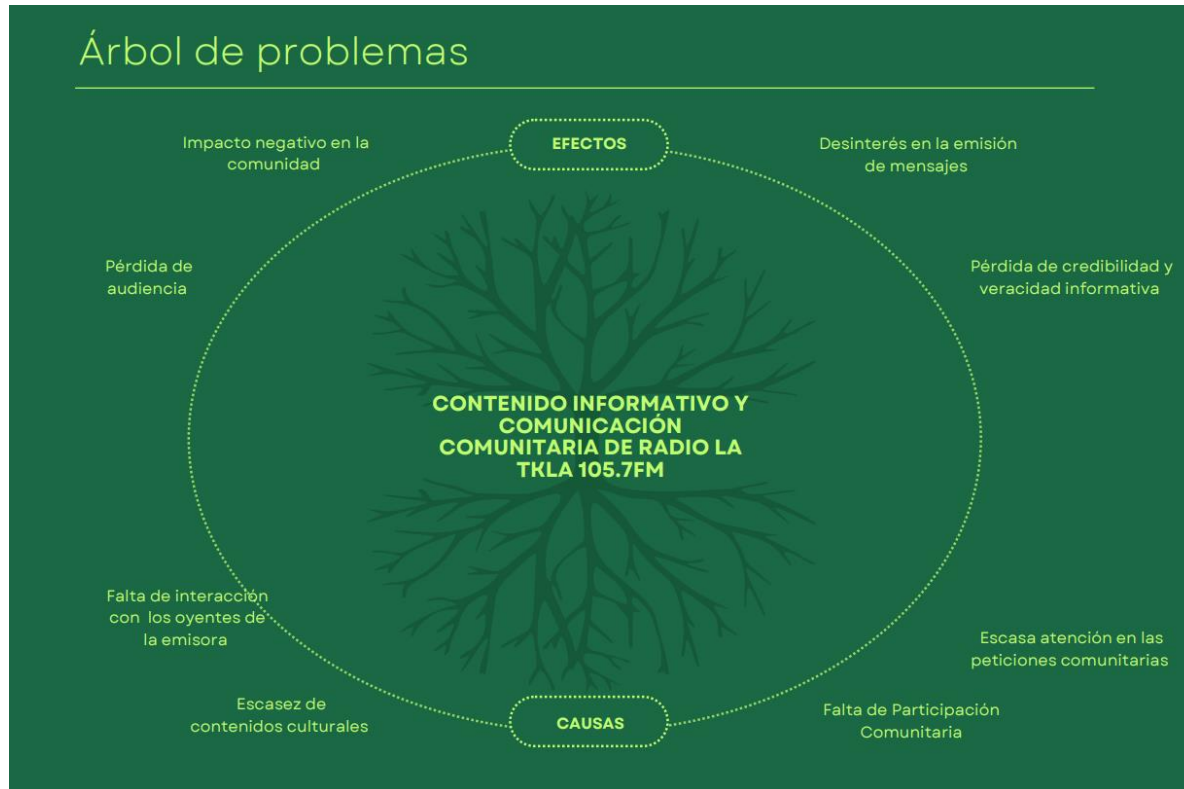 Árbol de problemas
EFECTOS
Impacto negativo en la
comunidad
Desinterés en la emisión
de mensajes
Pérdida de
audiencia
Pérdida de credibilidad y
veracidad informativa
CONTENIDO INFORMATIVO Y
COMUNICACIÓN
COMUNITARIA DE RADIO LA
TKLA 105.7FM
Falta de interacción
con los oyentes de
la emisora
Escasa atención en las
peticiones comunitarias
Escasez de
contenidos culturales
CAUSAS
Falta de Participación
Comunitaria